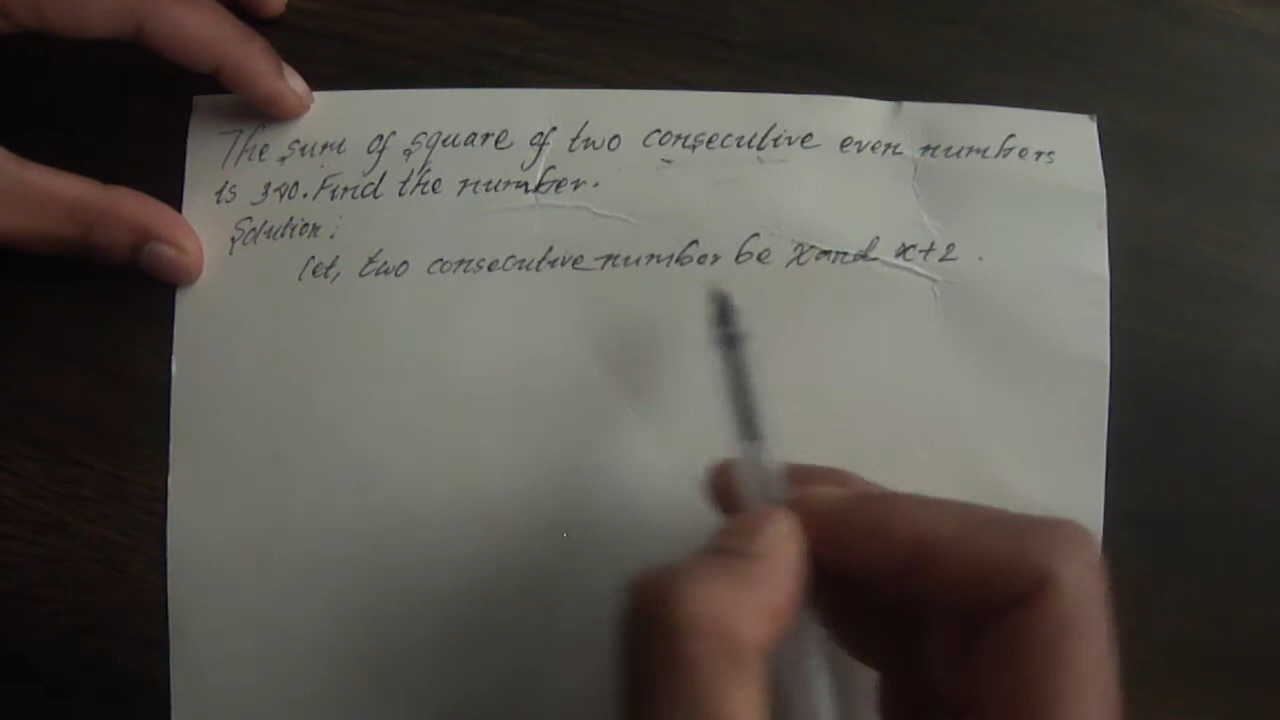 The sum of square of two consecutive even numbers
is 340. Find the number.
Solution:
let, two consecutive number be x and x+2.